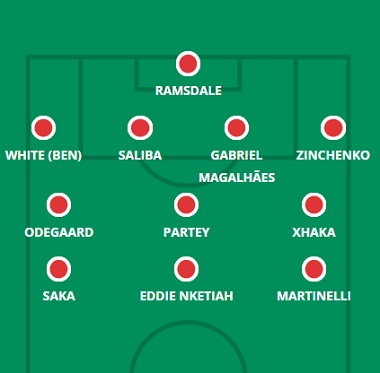 RAMSDALE
WHITE (BEN) SALIBA GABRIEL MAGALHÃES ZINCHENKO
ODEGAARD PARTEY XHAKA
SAKA EDDIE NKETIAH MARTINELLI